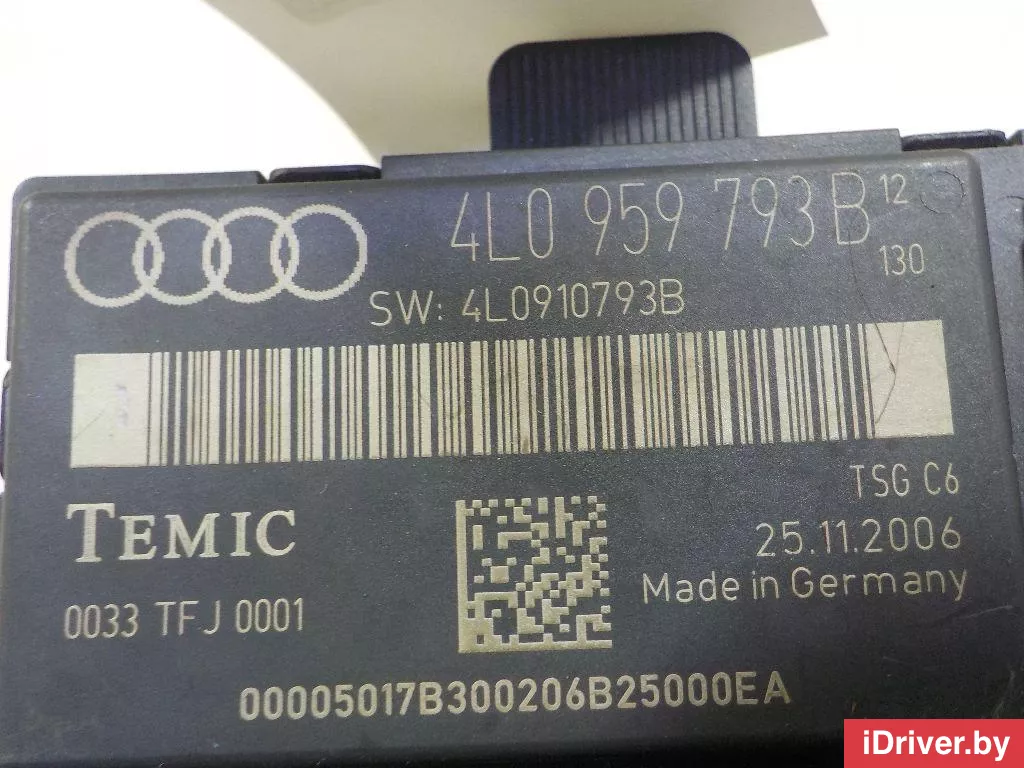 4L0 959 793 B 12
130
SW: 4L0910793B
TSG C6
TEMIC
25.11.2006
Made in Germany
0033 TFJ 0001
00005017B300206B25000EA
iDriver.by